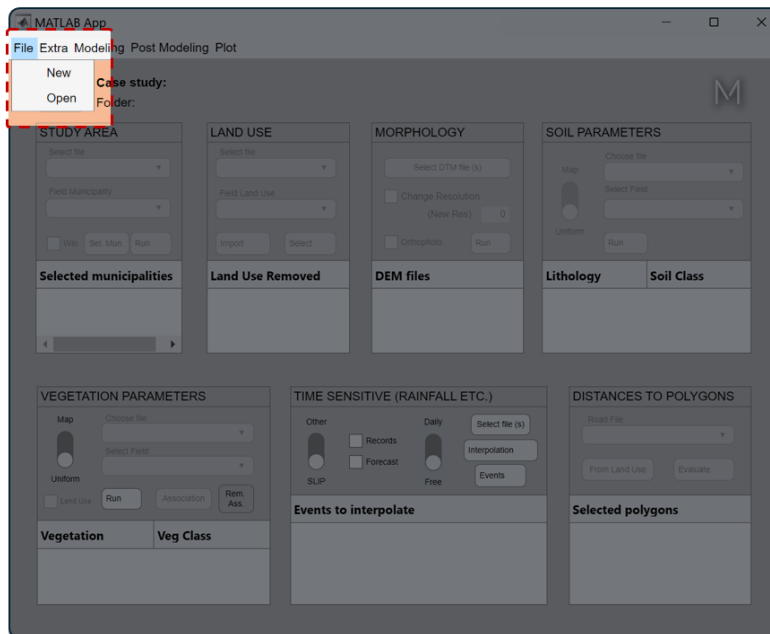 MATLAB App
File Extra Modeling Post Modeling Plot
New
Open
Case study:
Folder:
M
STUDY AREA
Select file
Field Municipality
Win Sel. Mun. Run
Selected municipalities
LAND USE
Select file
Field Land Use
Import Select
Land Use Removed
MORPHOLOGY
Select DTM file (s)
Change Resolution
(New Res) 0
Orthophoto Run
DEM files
SOIL PARAMETERS
Map
Uniform
Choose file
Select Field
Run
Lithology Soil Class
VEGETATION PARAMETERS
Map
Uniform
Choose file
Select Field
Land Use Run Association Rem. Ass.
Vegetation Veg Class
TIME SENSITIVE (RAINFALL ETC.)
Other
SLIP
Records
Forecast
Daily
Free
Select file (s)
Interpolation
Events
Events to interpolate
DISTANCES TO POLYGONS
Road File
From Land Use Evaluate
Selected polygons